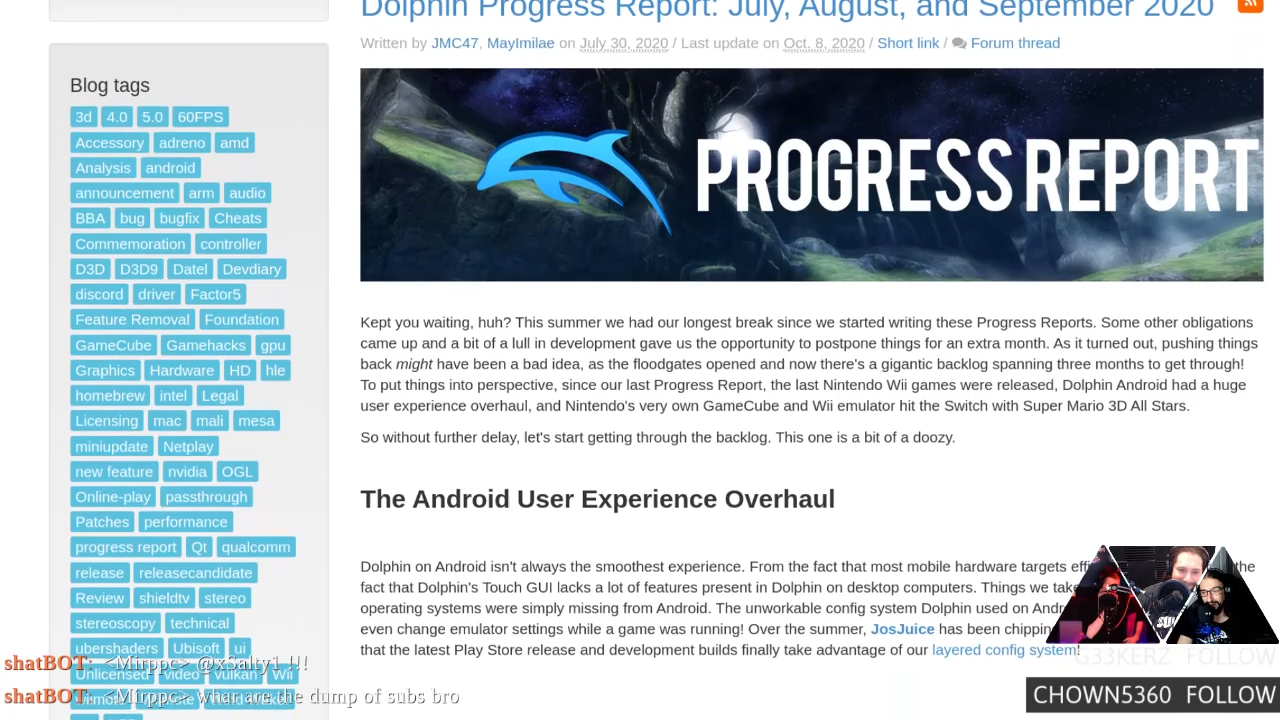 Dolphin Progress Report: July, August, and September 2020
Written by JMC47, MayImilae on July 30, 2020 / Last update on Oct. 8, 2020 / Short link / Forum thread
Blog tags
3d 4.0 5.0 60FPS
Accessory adreno amd
Analysis android
announcement arm audio
BBA bug bugfix Cheats
Commemoration controller
D3D D3D9 Datel Devdiary
discord driver Factor5
Feature Removal Foundation
GameCube Gamehacks gpu
Graphics Hardware HD hle
homebrew intel Legal
Licensing mac mali mesa
miniupdate Netplay
new feature nvidia OGL
Online-play passthrough
Patches performance
progress report Qt qualcomm
release releasecandidate
Review shieldtv stereo
stereoscopy technical
ubershaders Ubisoft ui
Unlicensed video vulkan Wii
PROGRESS REPORT
Kept you waiting, huh? This summer we had our longest break since we started writing these Progress Reports. Some other obligations
came up and a bit of a lull in development gave us the opportunity to postpone things for an extra month. As it turned out, pushing things
back might have been a bad idea, as the floodgates opened and now there's a gigantic backlog spanning three months to get through!
To put things into perspective, since our last Progress Report, the last Nintendo Wii games were released, Dolphin Android had a huge
user experience overhaul, and Nintendo's very own GameCube and Wii emulator hit the Switch with Super Mario 3D All Stars.
So without further delay, let's start getting through the backlog. This one is a bit of a doozy.
The Android User Experience Overhaul
Dolphin on Android isn't always the smoothest experience. From the fact that most mobile hardware targets the
fact that Dolphin's Touch GUI lacks a lot of features present in Dolphin on desktop computers. Things we take
operating systems were simply missing from Android. The unworkable config system Dolphin used on
even change emulator settings while a game was running! Over the summer, JosJuice has been
that the latest Play Store release and development builds finally take advantage of our layered config system!
shatBOT: <Mirppc> @xSalty1 !!!
shatBOT: <Mirppc> whar are the dump of subs bro
G33KERZ FOLLOW
CHOWN5360 FOLLOW